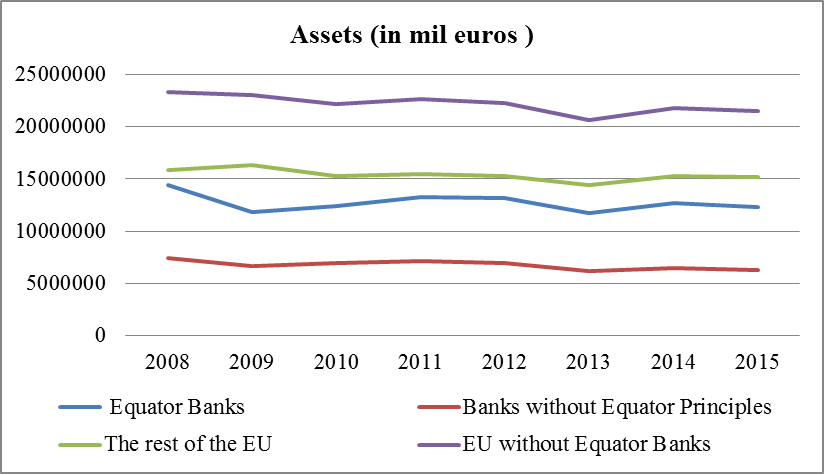 Assets (in mil euros )
25000000
20000000
15000000
10000000
5000000
0
2008 2009 2010 2011 2012 2013 2014 2015
Equator Banks Banks without Equator Principles
The rest of the EU EU without Equator Banks